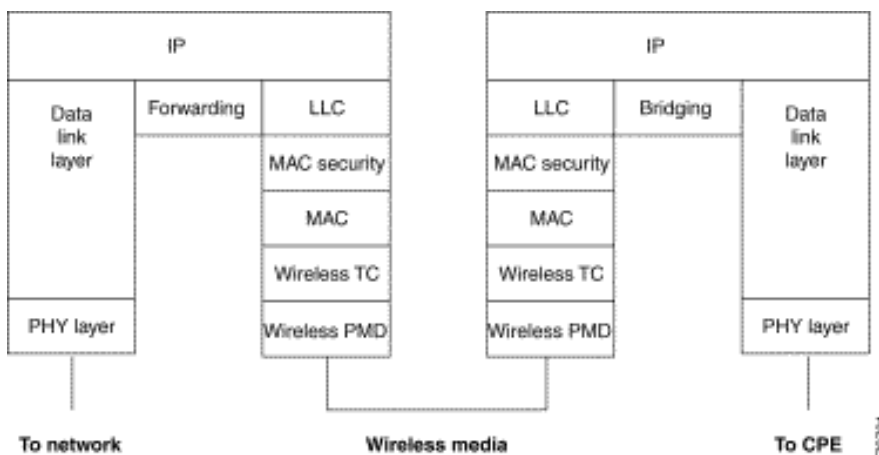 IP
IP
Data
link
layer
Forwarding
LLC
LLC
Bridging
Data
link
layer
MAC security
MAC security
MAC
MAC
Wireless TC
Wireless TC
PHY layer
Wireless PMD
Wireless PMD
PHY layer
To network
Wireless media
To CPE